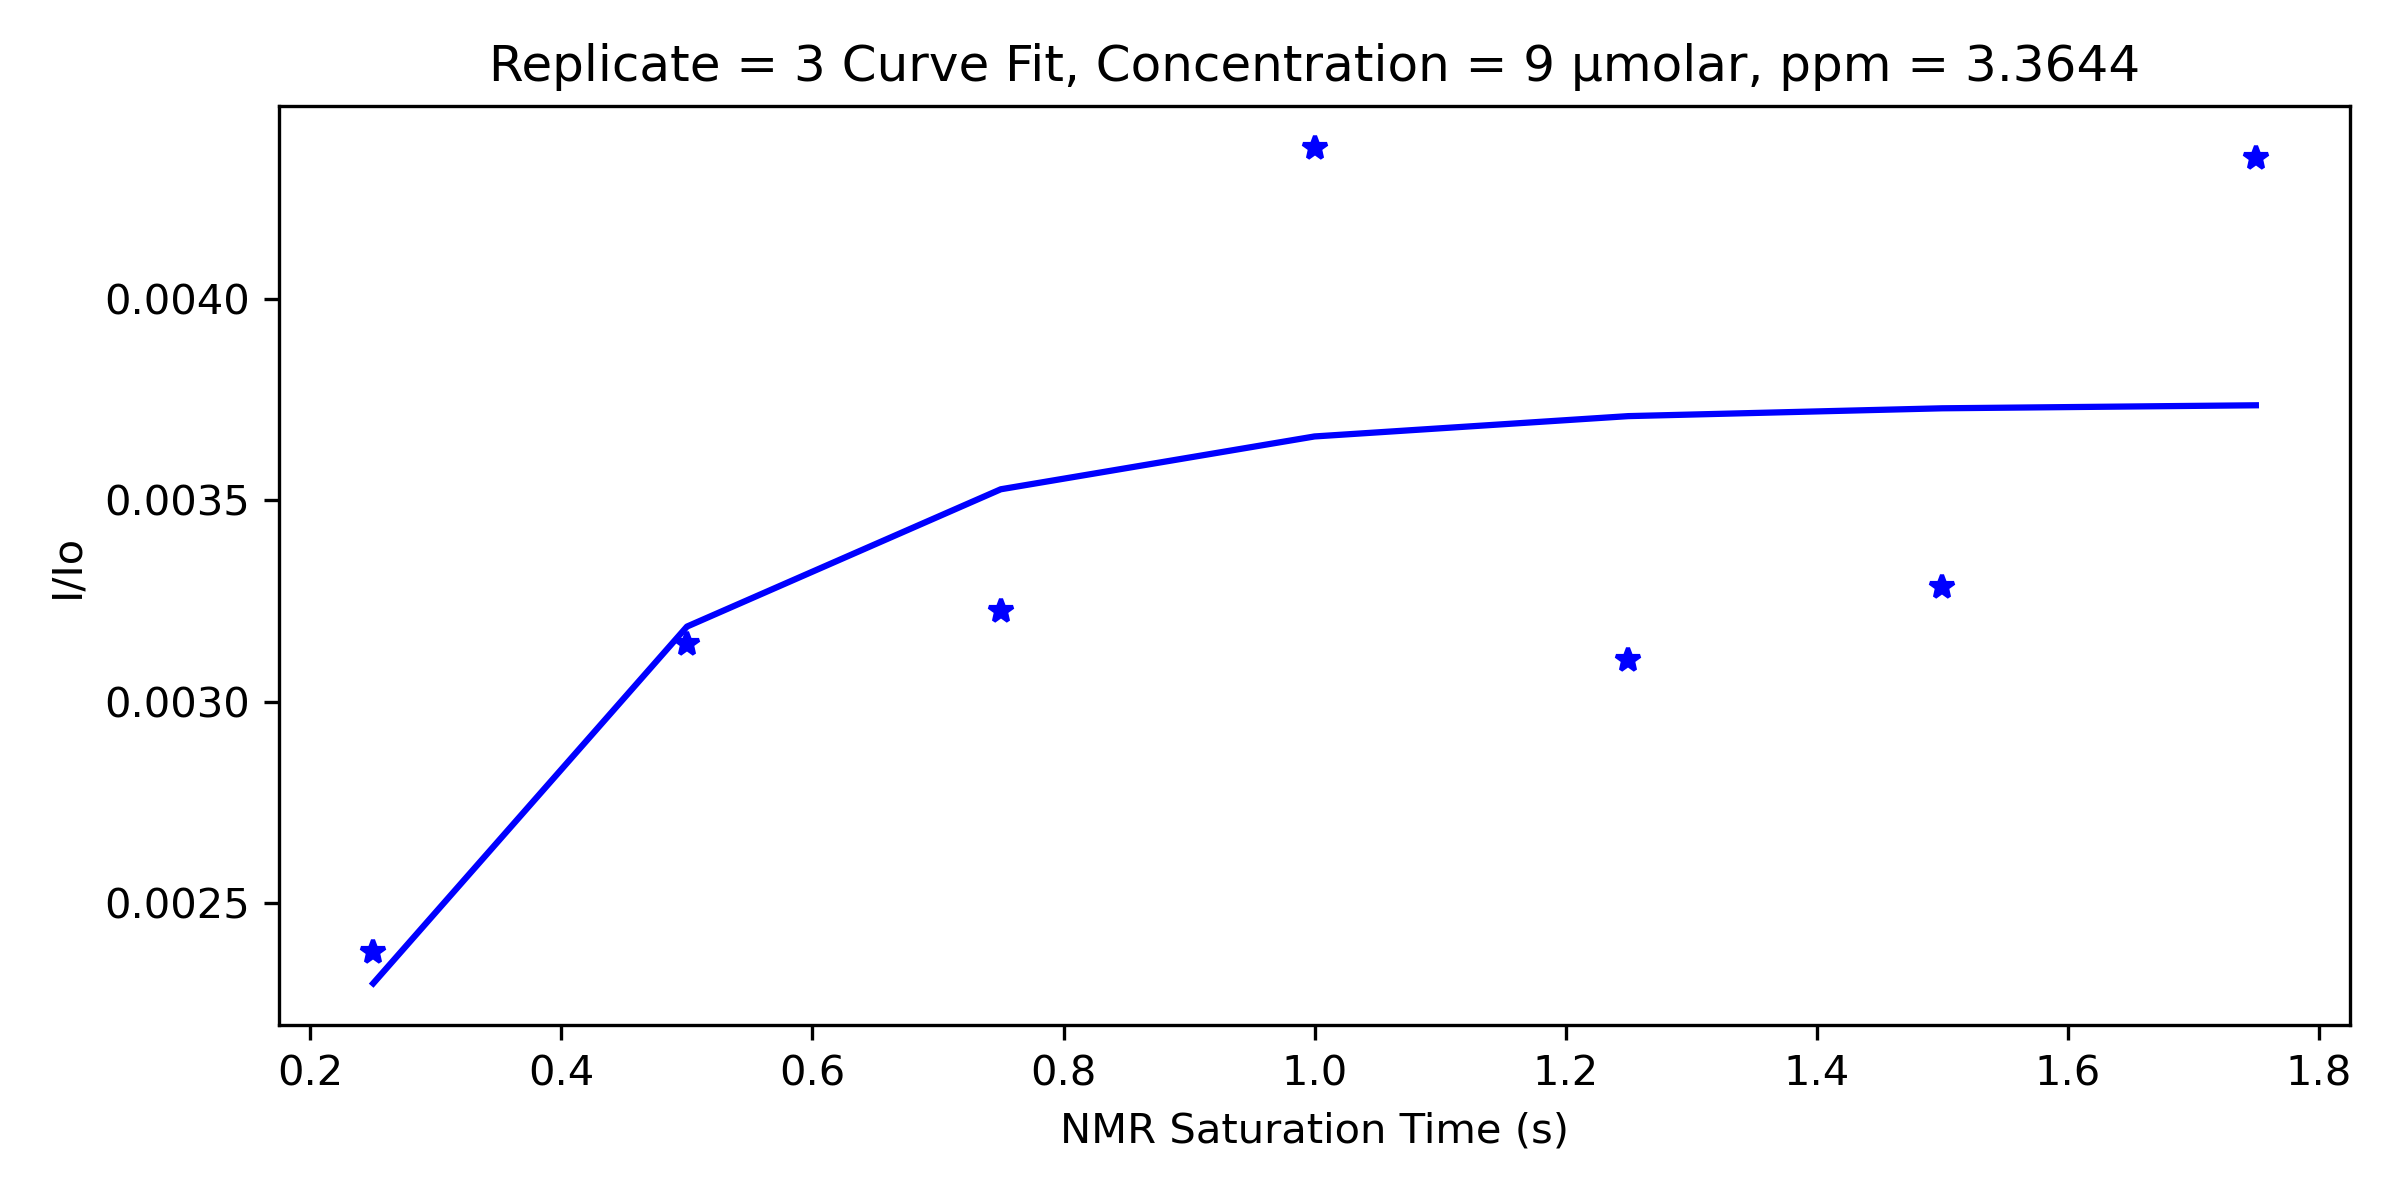 Replicate = 3 Curve Fit, Concentration = 9 µmolar, ppm = 3.3644
0.0040
0.0035
0.0030
0.0025
I/Io
0.2 0.4 0.6 0.8 1.0 1.2 1.4 1.6 1.8
NMR Saturation Time (s)